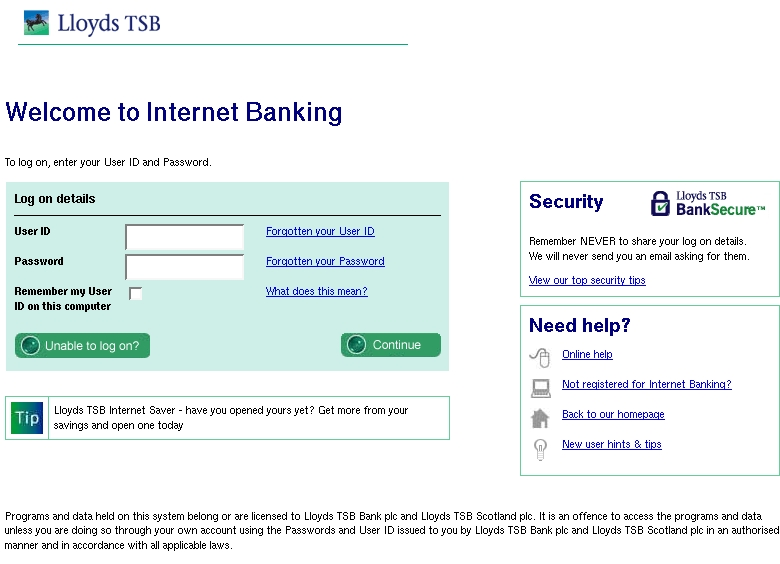 Lloyds TSB
Welcome to Internet Banking
To log on, enter your User ID and Password.
Log on details
User ID
Forgotten your User ID
Password
Forgotten your Password
Remember my User
ID on this computer
What does this mean?
Unable to log on?
Continue
Tip
Lloyds TSB Internet Saver - have you opened yours yet? Get more from your
savings and open one today
Security
Lloyds TSB
BankSecure™
Remember NEVER to share your log on details.
We will never send you an email asking for them.
View our top security tips
Need help?
Online help
Not registered for Internet Banking?
Back to our homepage
New user hints & tips
Programs and data held on this system belong or are licensed to Lloyds TSB Bank plc and Lloyds TSB Scotland plc. It is an offence to access the programs and data
unless you are doing so through your own account using the Passwords and User ID issued to you by Lloyds TSB Bank plc and Lloyds TSB Scotland plc in an authorised
manner and in accordance with all applicable laws.